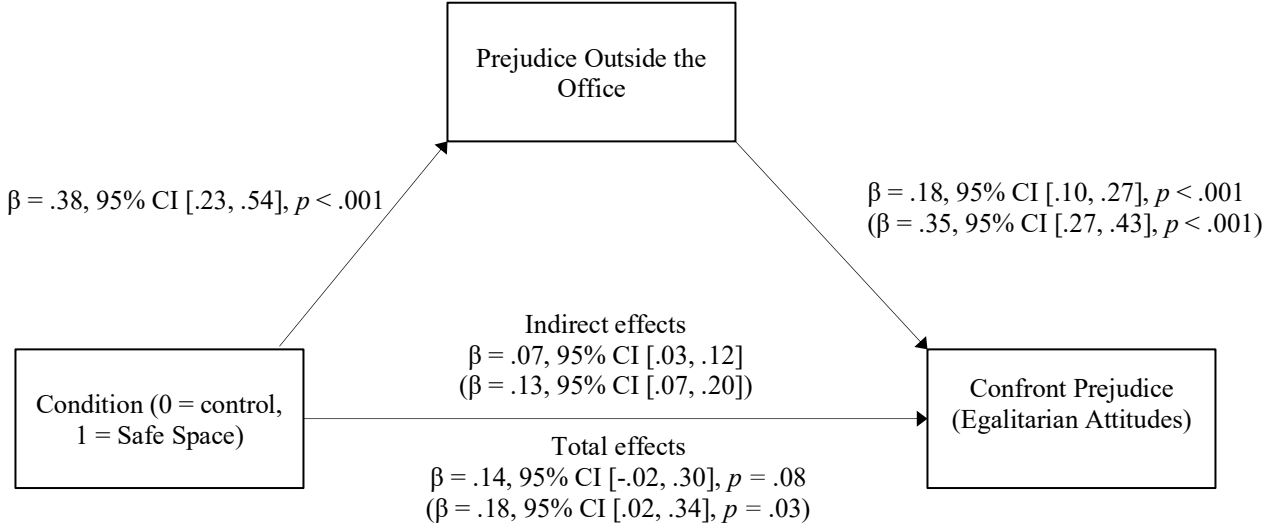 Prejudice Outside the
Office
β = .38, 95% CI [.23, .54], p < .001
β = .18, 95% CI [.10, .27], p < .001
(β = .35, 95% CI [.27, .43], p < .001)
Indirect effects
β = .07, 95% CI [.03, .12]
(β = .13, 95% CI [.07, .20])
Condition (0 = control,
1 = Safe Space)
Confront Prejudice
(Egalitarian Attitudes)
Total effects
β = .14, 95% CI [-.02, .30], p = .08
(β = .18, 95% CI [.02, .34], p = .03)